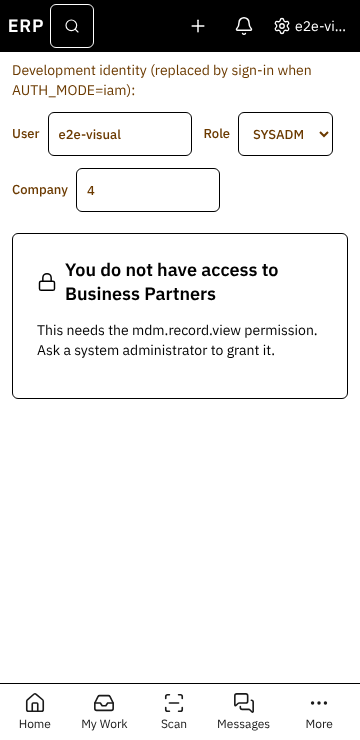 ERP
e2e-vi...
Development identity (replaced by sign-in when
AUTH_MODE=iam):
User
e2e-visual
Role
SYSADM
Company
4
You do not have access to
Business Partners
This needs the mdm.record.view permission.
Ask a system administrator to grant it.
Home
My Work
Scan
Messages
More